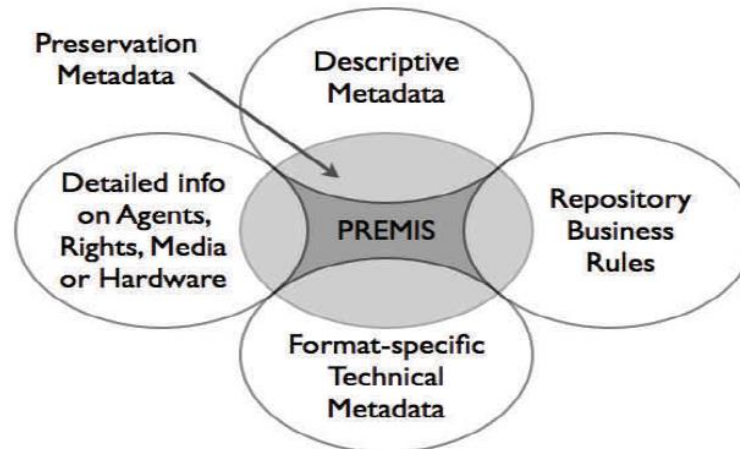 Preservation
Metadata
Descriptive
Metadata
Detailed info
on Agents,
Rights, Media
or Hardware
PREMIS
Repository
Business
Rules
Format-specific
Technical
Metadata